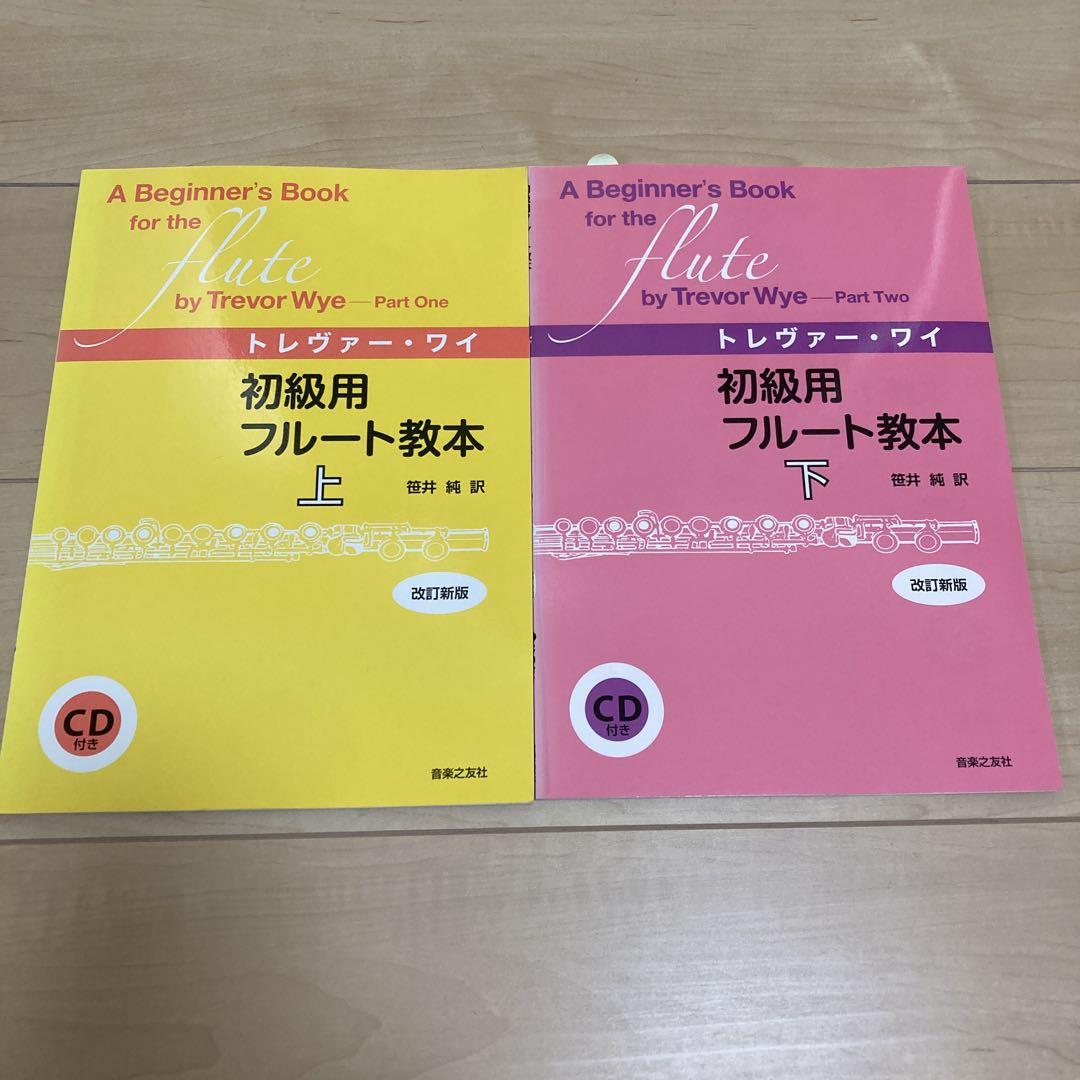 A Beginner's Book
for the
flute
by Trevor Wye — Part One
トレヴァー・ワイ
初級用
フルート教本
上
笹井 純 訳
改訂新版
CD
付き
音楽之友社
A Beginner's Book
for the
flute
by Trevor Wye — Part Two
トレヴァー・ワイ
初級用
フルート教本
下
笹井 純 訳
改訂新版
CD
付き
音楽之友社